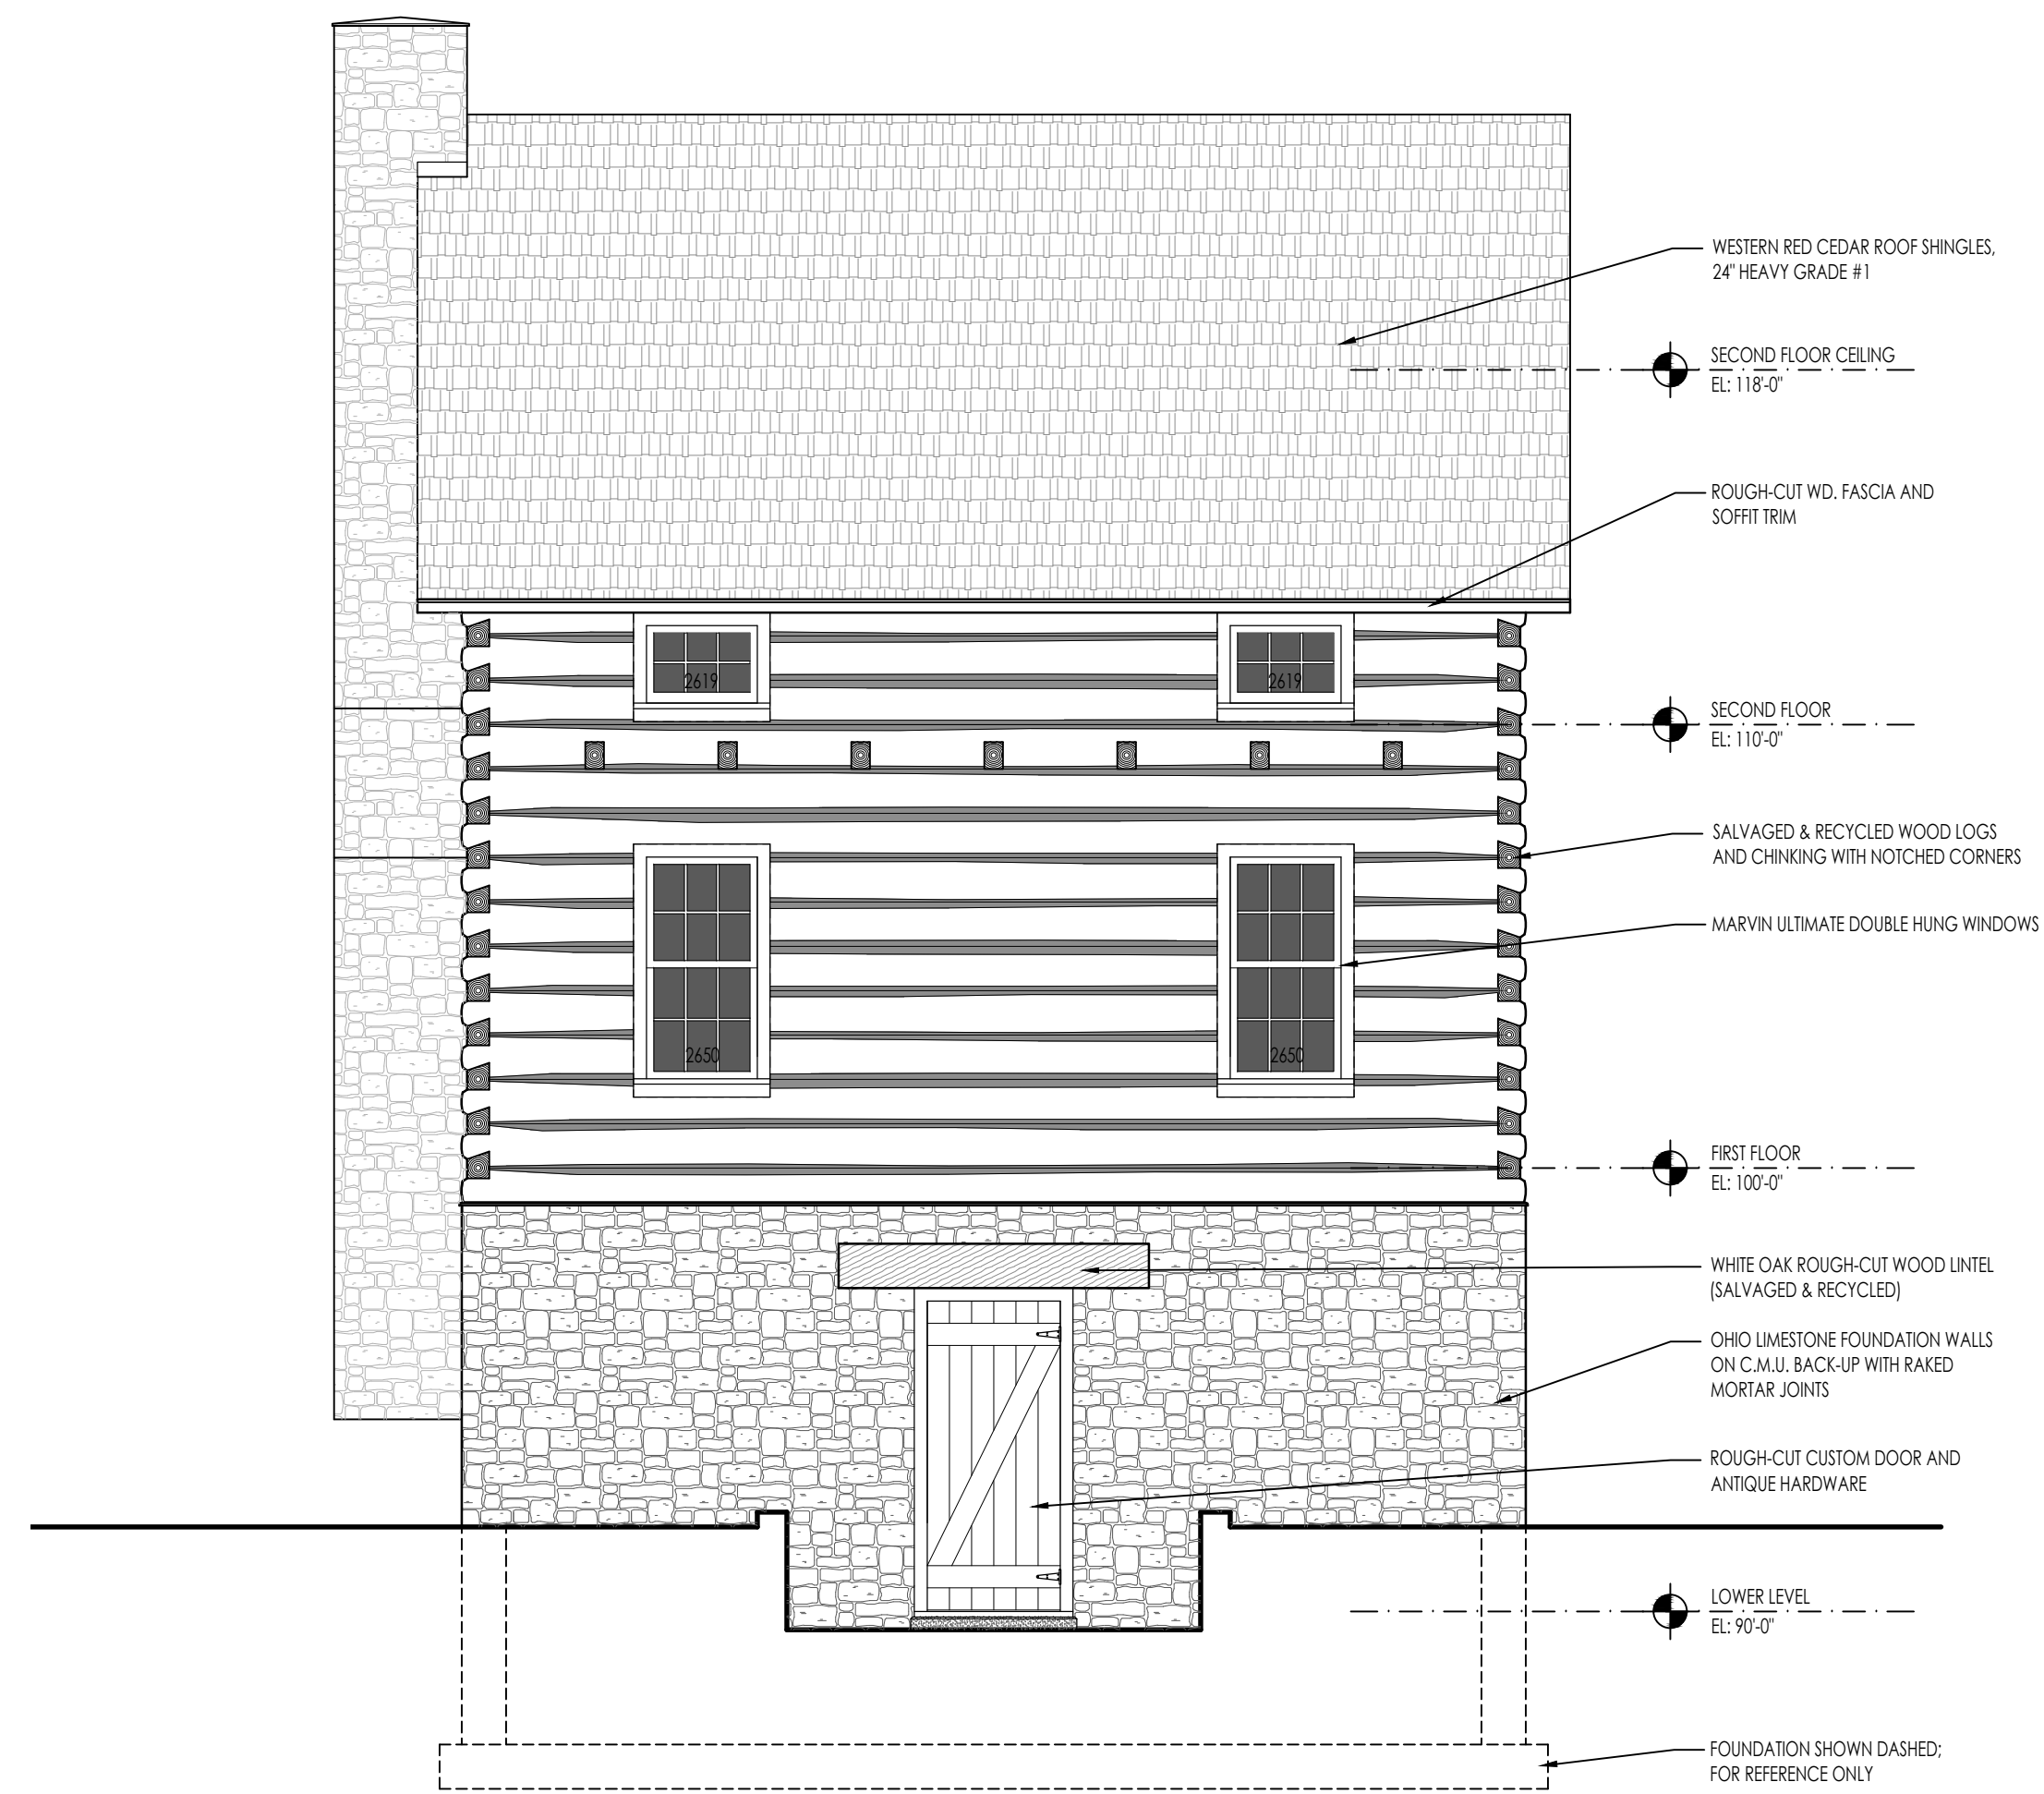 WESTERN RED CEDAR ROOF SHINGLES,
24" HEAVY GRADE #1
SECOND FLOOR CEILING
EL: 118'-0"
ROUGH-CUT WD. FASCIA AND
SOFFIT TRIM
2619
2619
SECOND FLOOR
EL: 110'-0"
SALVAGED & RECYCLED WOOD LOGS
AND CHINKING WITH NOTCHED CORNERS
MARVIN ULTIMATE DOUBLE HUNG WINDOWS
2650
2650
FIRST FLOOR
EL: 100'-0"
WHITE OAK ROUGH-CUT WOOD LINTEL
(SALVAGED & RECYCLED)
OHIO LIMESTONE FOUNDATION WALLS
ON C.M.U. BACK-UP WITH RAKED
MORTAR JOINTS
ROUGH-CUT CUSTOM DOOR AND
ANTIQUE HARDWARE
LOWER LEVEL
EL: 90'-0"
FOUNDATION SHOWN DASHED;
FOR REFERENCE ONLY